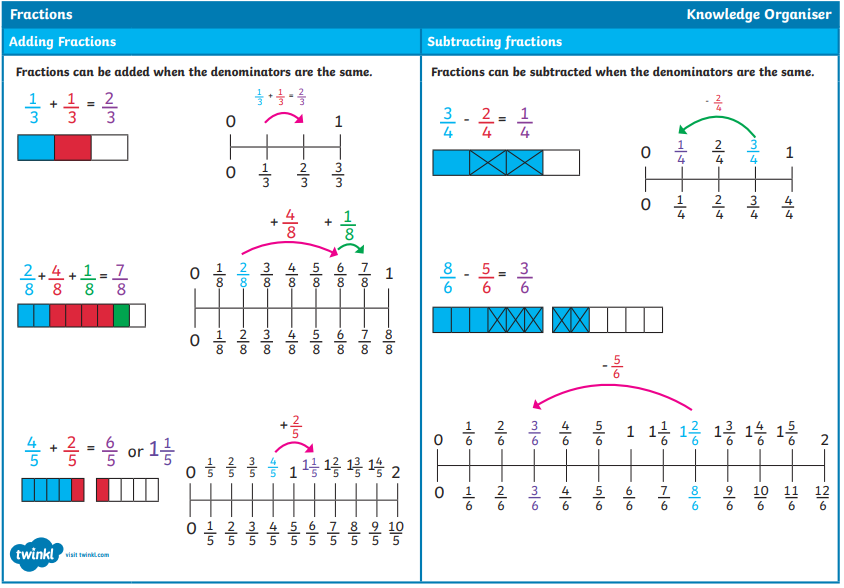 Fractions
Knowledge Organiser
Adding Fractions
Fractions can be added when the denominators are the same.
1/3 + 1/3 = 2/3
1/3 + 1/3 = 2/3
0 1
0 1/3 2/3 3/3
+ 4/8 + 1/8
2/8 + 4/8 + 1/8 = 7/8
0 1/8 2/8 3/8 4/8 5/8 6/8 7/8 1
0 1/8 2/8 3/8 4/8 5/8 6/8 7/8 8/8
4/5 + 2/5 = 6/5 or 1 1/5
+ 2/5
0 1/5 2/5 3/5 4/5 1 1 1/5 1 2/5 1 3/5 1 4/5 2
0 1/5 2/5 3/5 4/5 5/5 6/5 7/5 8/5 9/5 10/5
twinkl visit twinkl.com
Subtracting fractions
Fractions can be subtracted when the denominators are the same.
3/4 - 2/4 = 1/4
- 2/4
0 1/4 2/4 3/4 1
0 1/4 2/4 3/4 4/4
8/6 - 5/6 = 3/6
- 5/6
0 1/6 2/6 3/6 4/6 5/6 1 1 1/6 1 2/6 1 3/6 1 4/6 1 5/6 2
0 1/6 2/6 3/6 4/6 5/6 6/6 7/6 8/6 9/6 10/6 11/6 12/6